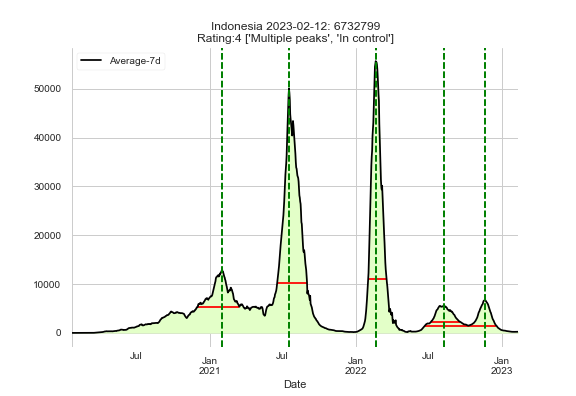 Indonesia 2023-02-12: 6732799
Rating:4 ['Multiple peaks', 'In control']
Average-7d
50000
40000
30000
20000
10000
0
Jul
Jan
2021
Jul
Jan
2022
Jul
Jan
2023
Date